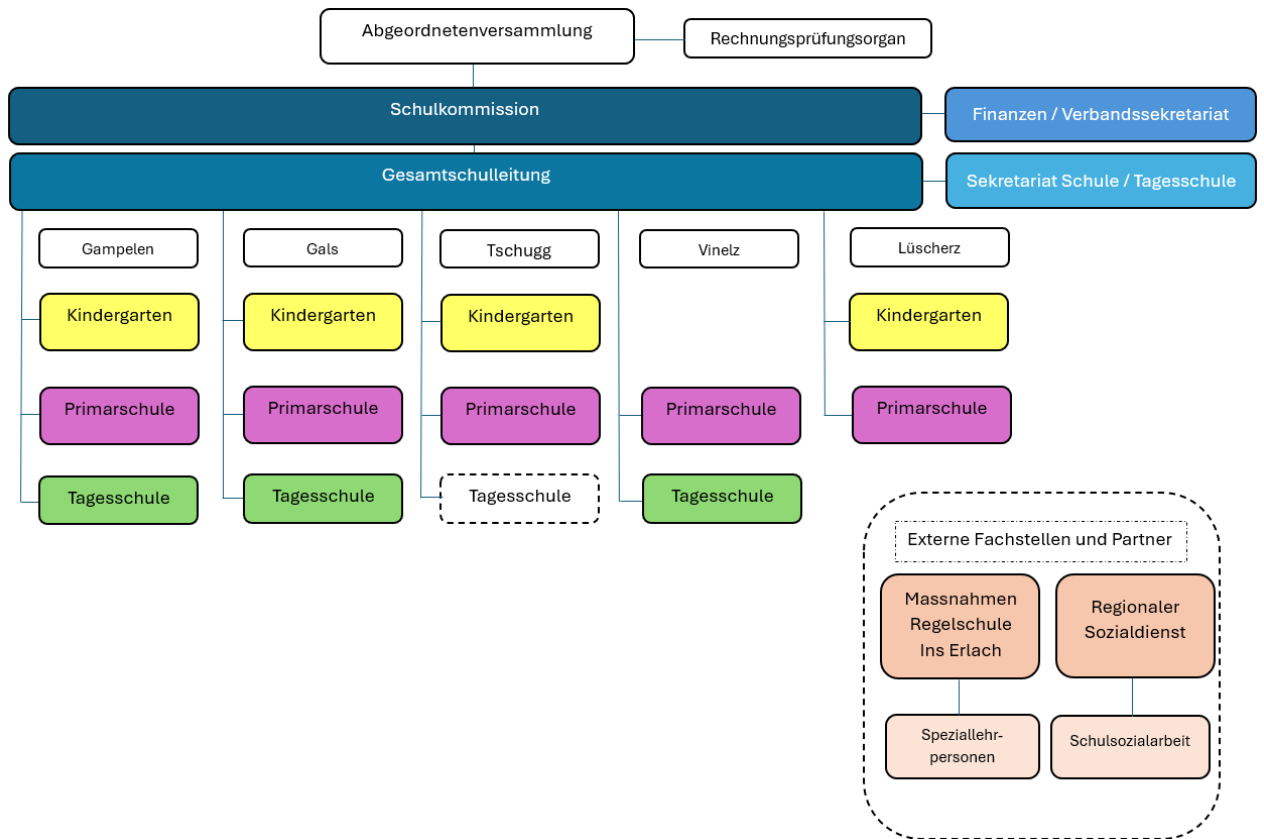 Abgeordnetenversammlung
Rechnungsprüfungsorgan
Schulkommission
Finanzen / Verbandssekretariat
Gesamtschulleitung
Sekretariat Schule / Tagesschule
Gampelen
Gals
Tschugg
Vinelz
Lüscherz
Kindergarten
Kindergarten
Kindergarten
Kindergarten
Primarschule
Primarschule
Primarschule
Primarschule
Primarschule
Tagesschule
Tagesschule
Tagesschule
Tagesschule
Externe Fachstellen und Partner
Massnahmen
Regelschule
Ins Erlach
Regionaler
Sozialdienst
Speziallehr-
personen
Schulsozialarbeit